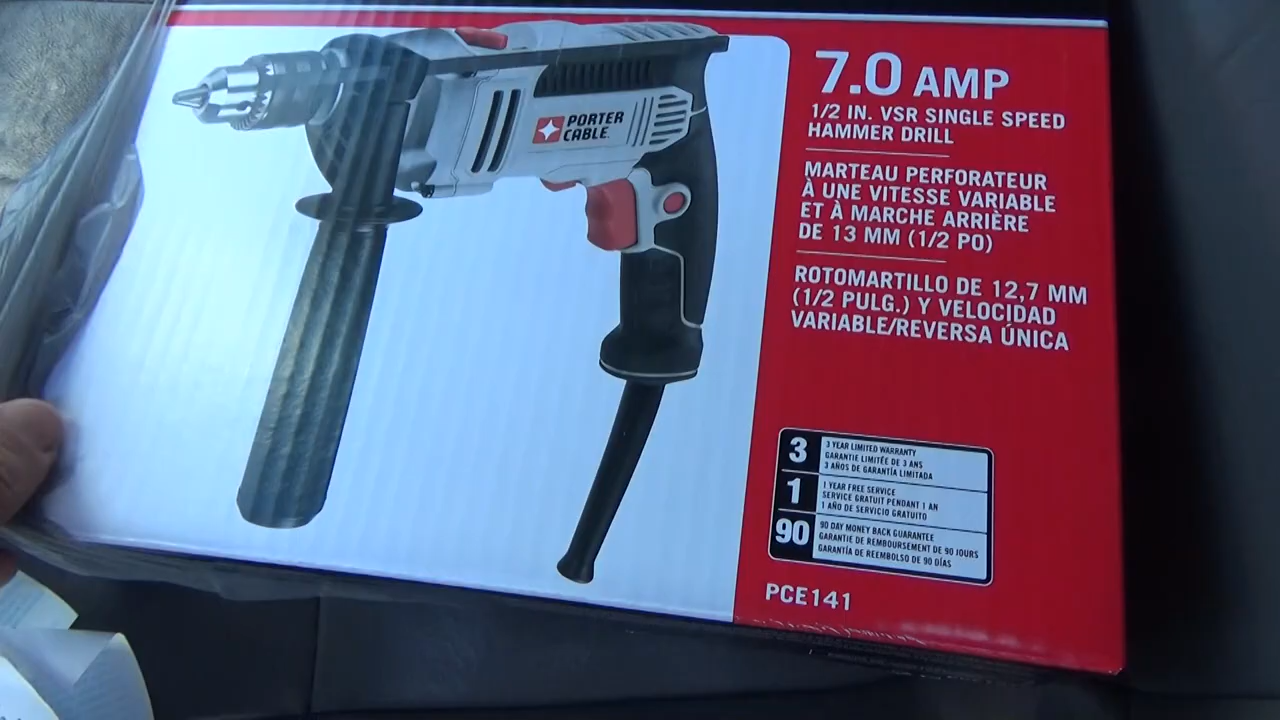 PORTER
CABLE
7.0 AMP
1/2 IN. VSR SINGLE SPEED
HAMMER DRILL
MARTEAU PERFORATEUR
À UNE VITESSE VARIABLE
ET À MARCHE ARRIÈRE
DE 13 MM (1/2 PO)
ROTOMARTILLO DE 12,7 MM
(1/2 PULG.) Y VELOCIDAD
VARIABLE/REVERSA ÚNICA
3
3 YEAR LIMITED WARRANTY
GARANTIE LIMITÉE DE 3 ANS
3 AÑOS DE GARANTÍA LIMITADA
1
1 YEAR FREE SERVICE
SERVICE GRATUIT PENDANT 1 AN
1 AÑO DE SERVICIO GRATUITO
90
90 DAY MONEY BACK GUARANTEE
GARANTIE DE REMBOURSEMENT DE 90 JOURS
GARANTÍA DE REEMBOLSO DE 90 DÍAS
PCE141